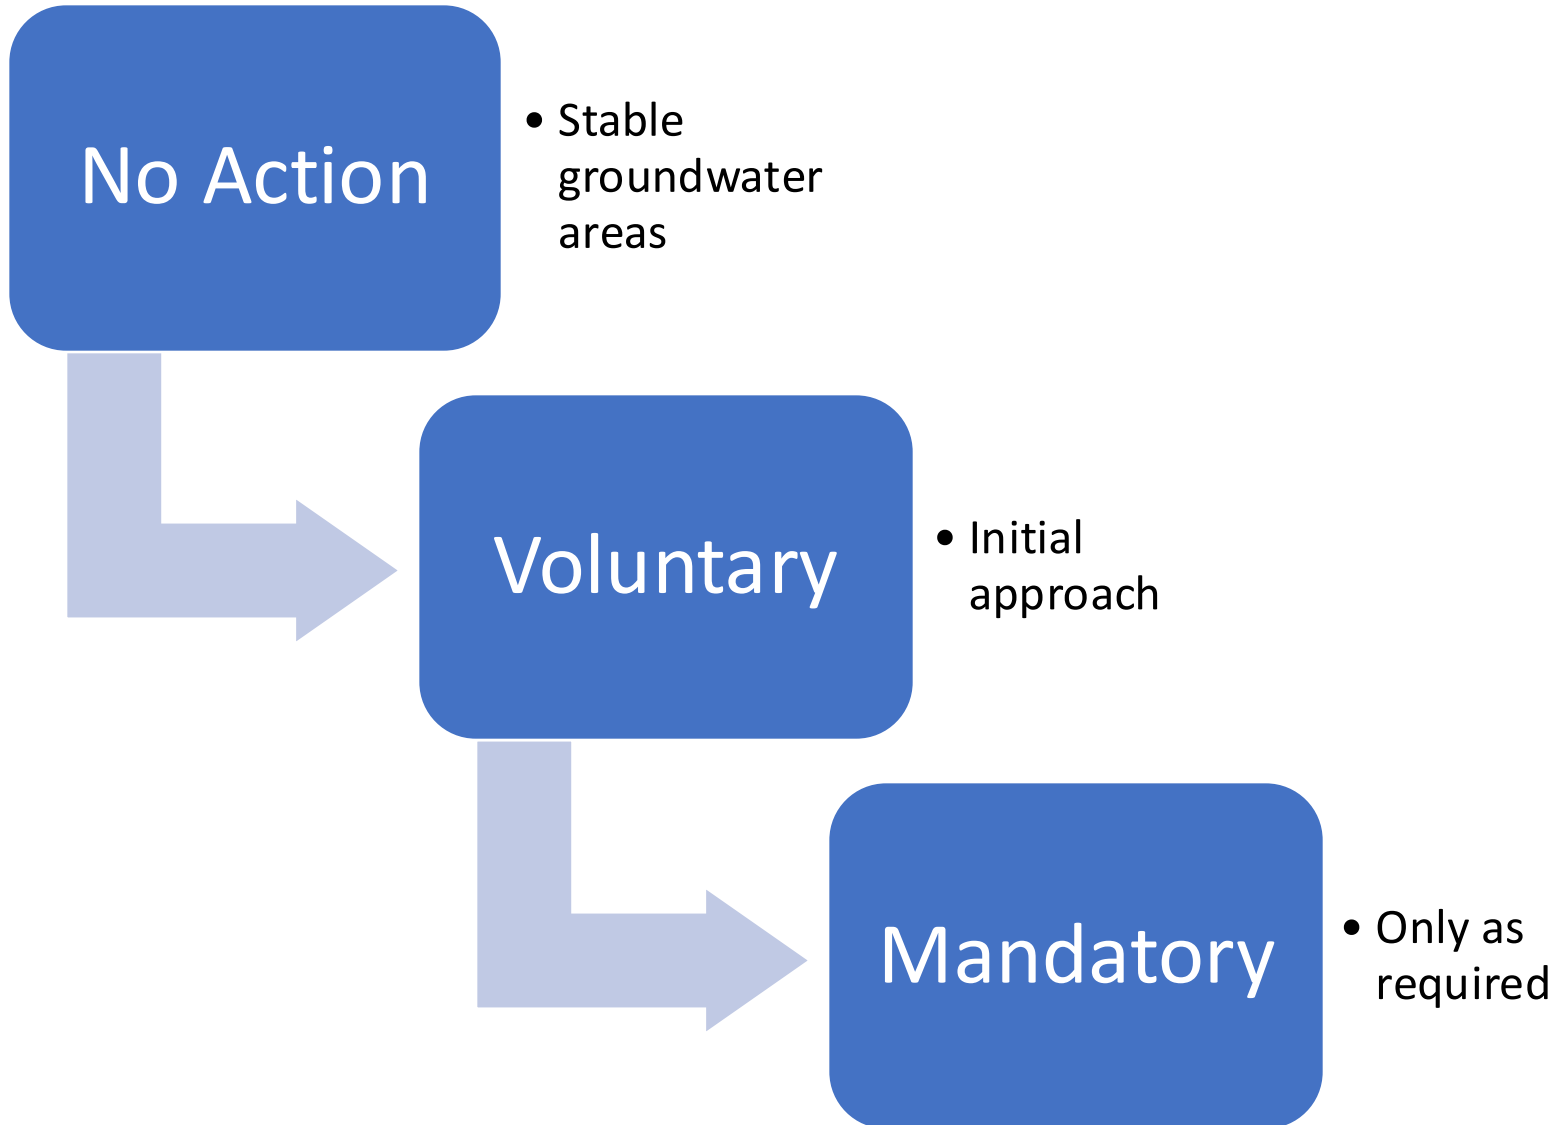 No Action
• Stable
groundwater
areas
Voluntary
• Initial
approach
Mandatory
• Only as
required